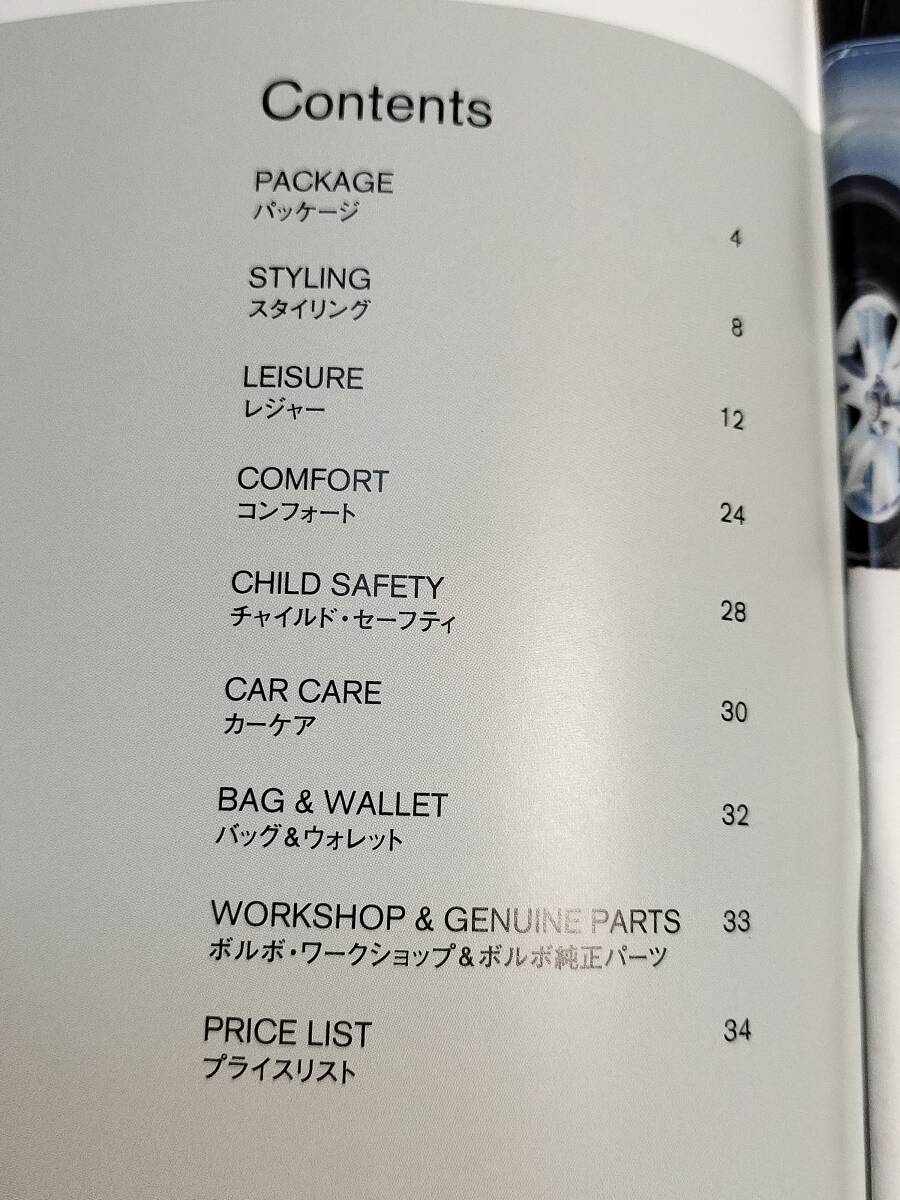 Contents
PACKAGE
パッケージ
4
STYLING
スタイリング
8
LEISURE
レジャー
12
COMFORT
コンフォート
24
CHILD SAFETY
チャイルド・セーフティ
28
CAR CARE
カーケア
30
BAG & WALLET
バッグ&ウォレット
32
WORKSHOP & GENUINE PARTS 33
ボルボ・ワークショップ&ボルボ純正パーツ
PRICE LIST 34
プライスリスト